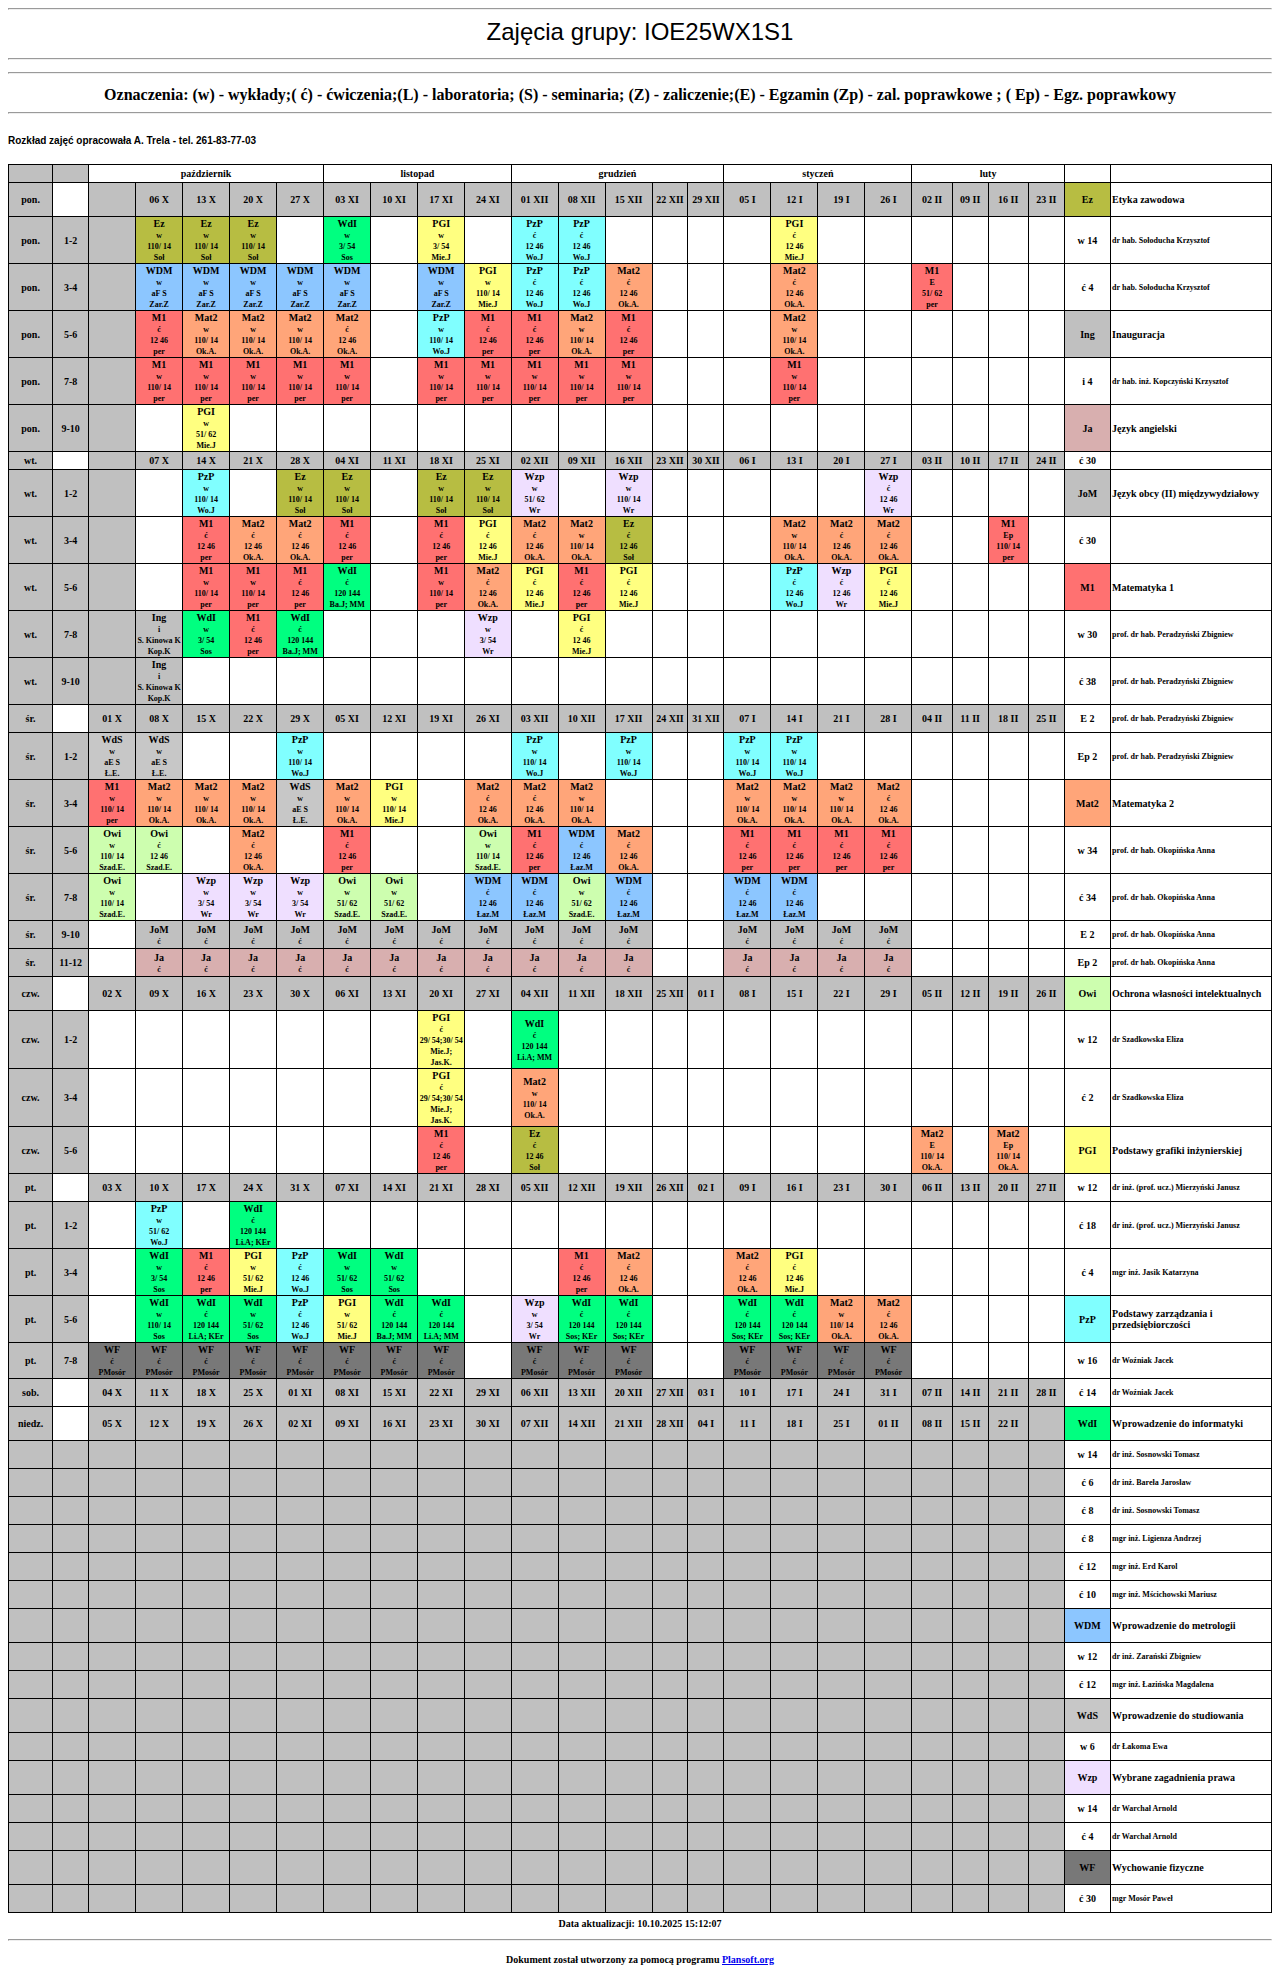 Zajęcia grupy: IOE25WX1S1
Oznaczenia: (w) - wykłady;( ć) - ćwiczenia;(L) - laboratoria; (S) - seminaria; (Z) - zaliczenie;(E) - Egzamin (Zp) - zal. poprawkowe ; ( Ep) - Egz. poprawkowy
Rozkład zajęć opracowała A. Trela - tel. 261-83-77-03
październik listopad grudzień styczeń luty
pon. 06 X 13 X 20 X 27 X 03 XI 10 XI 17 XI 24 XI 01 XII 08 XII 15 XII 22 XII 29 XII 05 I 12 I 19 I 26 I 02 II 09 II 16 II 23 II Ez Etyka zawodowa
Ez Ez Ez WdI PGI PzP PzP PGI
w w w w w ć ć ć
pon. 1-2 110/ 14 110/ 14 110/ 14 3/ 54 3/ 54 12 46 12 46 12 46 w 14 dr hab. Sołoducha Krzysztof
Soł Soł Soł Sos Mie.J Wo.J Wo.J Mie.J
WDM WDM WDM WDM WDM WDM PGI PzP PzP Mat2 Mat2 M1
w w w w w w w ć ć ć ć E
pon. 3-4 aF S aF S aF S aF S aF S aF S 110/ 14 12 46 12 46 12 46 12 46 51/ 62 ć 4 dr hab. Sołoducha Krzysztof
Zar.Z Zar.Z Zar.Z Zar.Z Zar.Z Zar.Z Mie.J Wo.J Wo.J Ok.A. Ok.A. per
M1 Mat2 Mat2 Mat2 Mat2 PzP M1 M1 Mat2 M1 Mat2
ć w w w ć w ć ć w ć w
pon. 5-6 12 46 110/ 14 110/ 14 110/ 14 12 46 110/ 14 12 46 12 46 110/ 14 12 46 110/ 14 Ing Inauguracja
per Ok.A. Ok.A. Ok.A. Ok.A. Wo.J per per Ok.A. per Ok.A.
M1 M1 M1 M1 M1 M1 M1 M1 M1 M1 M1
w w w w w w w w w w w
pon. 7-8 110/ 14 110/ 14 110/ 14 110/ 14 110/ 14 110/ 14 110/ 14 110/ 14 110/ 14 110/ 14 110/ 14 i 4 dr hab. inż. Kopczyński Krzysztof
per per per per per per per per per per per
PGI
w
pon. 9-10 51/ 62 Ja Język angielski
Mie.J
wt. 07 X 14 X 21 X 28 X 04 XI 11 XI 18 XI 25 XI 02 XII 09 XII 16 XII 23 XII 30 XII 06 I 13 I 20 I 27 I 03 II 10 II 17 II 24 II ć 30
PzP Ez Ez Ez Ez Wzp Wzp Wzp
w w w w w w w ć
wt. 1-2 110/ 14 110/ 14 110/ 14 110/ 14 110/ 14 51/ 62 110/ 14 12 46 JoM Język obcy (II) międzywydziałowy
Wo.J Soł Soł Soł Soł Wr Wr Wr
M1 Mat2 Mat2 M1 M1 PGI Mat2 Mat2 Ez Mat2 Mat2 Mat2 M1
ć ć ć ć ć ć ć w ć w ć ć Ep
wt. 3-4 12 46 12 46 12 46 12 46 12 46 12 46 12 46 110/ 14 12 46 110/ 14 12 46 12 46 110/ 14 ć 30
per Ok.A. Ok.A. per per Mie.J Ok.A. Ok.A. Soł Ok.A. Ok.A. Ok.A. per
M1 M1 M1 WdI M1 Mat2 PGI M1 PGI PzP Wzp PGI
w w ć ć w ć ć ć ć ć ć ć
wt. 5-6 110/ 14 110/ 14 12 46 120 144 110/ 14 12 46 12 46 12 46 12 46 12 46 12 46 12 46 M1 Matematyka 1
per per per Ba.J; MM per Ok.A. Mie.J per Mie.J Wo.J Wr Mie.J
Ing WdI M1 WdI Wzp PGI
i w ć ć w ć
wt. 7-8 S. Kinowa K 3/ 54 12 46 120 144 3/ 54 12 46 w 30 prof. dr hab. Peradzyński Zbigniew
Kop.K Sos per Ba.J; MM Wr Mie.J
Ing
i
wt. 9-10 S. Kinowa K ć 38 prof. dr hab. Peradzyński Zbigniew
Kop.K
śr. 01 X 08 X 15 X 22 X 29 X 05 XI 12 XI 19 XI 26 XI 03 XII 10 XII 17 XII 24 XII 31 XII 07 I 14 I 21 I 28 I 04 II 11 II 18 II 25 II E 2 prof. dr hab. Peradzyński Zbigniew
WdS WdS PzP PzP PzP PzP PzP
w w w w w w w
śr. 1-2 aE S aE S 110/ 14 110/ 14 110/ 14 110/ 14 110/ 14 Ep 2 prof. dr hab. Peradzyński Zbigniew
Ł.E. Ł.E. Wo.J Wo.J Wo.J Wo.J Wo.J
M1 Mat2 Mat2 Mat2 WdS Mat2 PGI Mat2 Mat2 Mat2 Mat2 Mat2 Mat2 Mat2
w w w w w w w ć ć w w w w ć
śr. 3-4 110/ 14 110/ 14 110/ 14 110/ 14 aE S 110/ 14 110/ 14 12 46 12 46 110/ 14 110/ 14 110/ 14 110/ 14 12 46 Mat2 Matematyka 2
per Ok.A. Ok.A. Ok.A. Ł.E. Ok.A. Mie.J Ok.A. Ok.A. Ok.A. Ok.A. Ok.A. Ok.A. Ok.A.
Owi Owi Mat2 M1 Owi M1 WDM Mat2 M1 M1 M1 M1
w ć ć ć w ć ć ć ć ć ć ć
śr. 5-6 110/ 14 12 46 12 46 12 46 110/ 14 12 46 12 46 12 46 12 46 12 46 12 46 12 46 w 34 prof. dr hab. Okopińska Anna
Szad.E. Szad.E. Ok.A. per Szad.E. per Łaz.M Ok.A. per per per per
Owi Wzp Wzp Wzp Owi Owi WDM WDM Owi WDM WDM WDM
w w w w w w ć ć w ć ć ć
śr. 7-8 110/ 14 3/ 54 3/ 54 3/ 54 51/ 62 51/ 62 12 46 12 46 51/ 62 12 46 12 46 12 46 ć 34 prof. dr hab. Okopińska Anna
Szad.E. Wr Wr Wr Szad.E. Szad.E. Łaz.M Łaz.M Szad.E. Łaz.M Łaz.M Łaz.M
śr. 9-10 JoM JoM JoM JoM JoM JoM JoM JoM JoM JoM JoM JoM JoM JoM JoM E 2 prof. dr hab. Okopińska Anna
ć ć ć ć ć ć ć ć ć ć ć ć ć ć ć
śr. 11-12 Ja Ja Ja Ja Ja Ja Ja Ja Ja Ja Ja Ja Ja Ja Ja Ep 2 prof. dr hab. Okopińska Anna
ć ć ć ć ć ć ć ć ć ć ć ć ć ć ć
czw. 02 X 09 X 16 X 23 X 30 X 06 XI 13 XI 20 XI 27 XI 04 XII 11 XII 18 XII 25 XII 01 I 08 I 15 I 22 I 29 I 05 II 12 II 19 II 26 II Owi Ochrona własności intelektualnych
PGI WdI
ć ć
czw. 1-2 29/ 54;30/ 54 120 144 w 12 dr Szadkowska Eliza
Mie.J; Li.A; MM
Jas.K.
PGI Mat2
ć w
czw. 3-4 29/ 54;30/ 54 110/ 14 ć 2 dr Szadkowska Eliza
Mie.J; Ok.A.
Jas.K.
M1 Ez Mat2 Mat2
ć ć E Ep
czw. 5-6 12 46 12 46 110/ 14 110/ 14 PGI Podstawy grafiki inżynierskiej
per Soł Ok.A. Ok.A.
pt. 03 X 10 X 17 X 24 X 31 X 07 XI 14 XI 21 XI 28 XI 05 XII 12 XII 19 XII 26 XII 02 I 09 I 16 I 23 I 30 I 06 II 13 II 20 II 27 II w 12 dr inż. (prof. ucz.) Mierzyński Janusz
PzP WdI
w ć
pt. 1-2 51/ 62 120 144 ć 18 dr inż. (prof. ucz.) Mierzyński Janusz
Wo.J Li.A; KEr
WdI M1 PGI PzP WdI WdI M1 Mat2 Mat2 PGI
w ć w ć w w ć ć ć ć
pt. 3-4 3/ 54 12 46 51/ 62 12 46 51/ 62 51/ 62 12 46 12 46 12 46 12 46 ć 4 mgr inż. Jasik Katarzyna
Sos per Mie.J Wo.J Sos Sos per Ok.A. Ok.A. Mie.J
WdI WdI WdI PzP PGI WdI WdI Wzp WdI WdI WdI WdI Mat2 Mat2
w ć w ć w ć ć w ć ć ć ć w ć
pt. 5-6 110/ 14 120 144 51/ 62 12 46 51/ 62 120 144 120 144 3/ 54 120 144 120 144 120 144 120 144 110/ 14 12 46 PzP Podstawy zarządzania i przedsiębiorczości
Sos Li.A; KEr Sos Wo.J Mie.J Ba.J; MM Li.A; MM Wr Sos; KEr Sos; KEr Sos; KEr Sos; KEr Ok.A. Ok.A.
WF WF WF WF WF WF WF WF WF WF WF WF WF WF WF
pt. 7-8 ć ć ć ć ć ć ć ć ć ć ć ć ć ć ć w 16 dr Woźniak Jacek
PMosór PMosór PMosór PMosór PMosór PMosór PMosór PMosór PMosór PMosór PMosór PMosór PMosór PMosór PMosór
sob. 04 X 11 X 18 X 25 X 01 XI 08 XI 15 XI 22 XI 29 XI 06 XII 13 XII 20 XII 27 XII 03 I 10 I 17 I 24 I 31 I 07 II 14 II 21 II 28 II ć 14 dr Woźniak Jacek
niedz. 05 X 12 X 19 X 26 X 02 XI 09 XI 16 XI 23 XI 30 XI 07 XII 14 XII 21 XII 28 XII 04 I 11 I 18 I 25 I 01 II 08 II 15 II 22 II WdI Wprowadzenie do informatyki
w 14 dr inż. Sosnowski Tomasz
ć 6 dr inż. Bareła Jarosław
ć 8 dr inż. Sosnowski Tomasz
ć 8 mgr inż. Ligienza Andrzej
ć 12 mgr inż. Erd Karol
ć 10 mgr inż. Mścichowski Mariusz
WDM Wprowadzenie do metrologii
w 12 dr inż. Zarański Zbigniew
ć 12 mgr inż. Łazińska Magdalena
WdS Wprowadzenie do studiowania
w 6 dr Łakoma Ewa
Wzp Wybrane zagadnienia prawa
w 14 dr Warchał Arnold
ć 4 dr Warchał Arnold
WF Wychowanie fizyczne
ć 30 mgr Mosór Paweł
Data aktualizacji: 10.10.2025 15:12:07
Dokument został utworzony za pomocą programu Plansoft.org